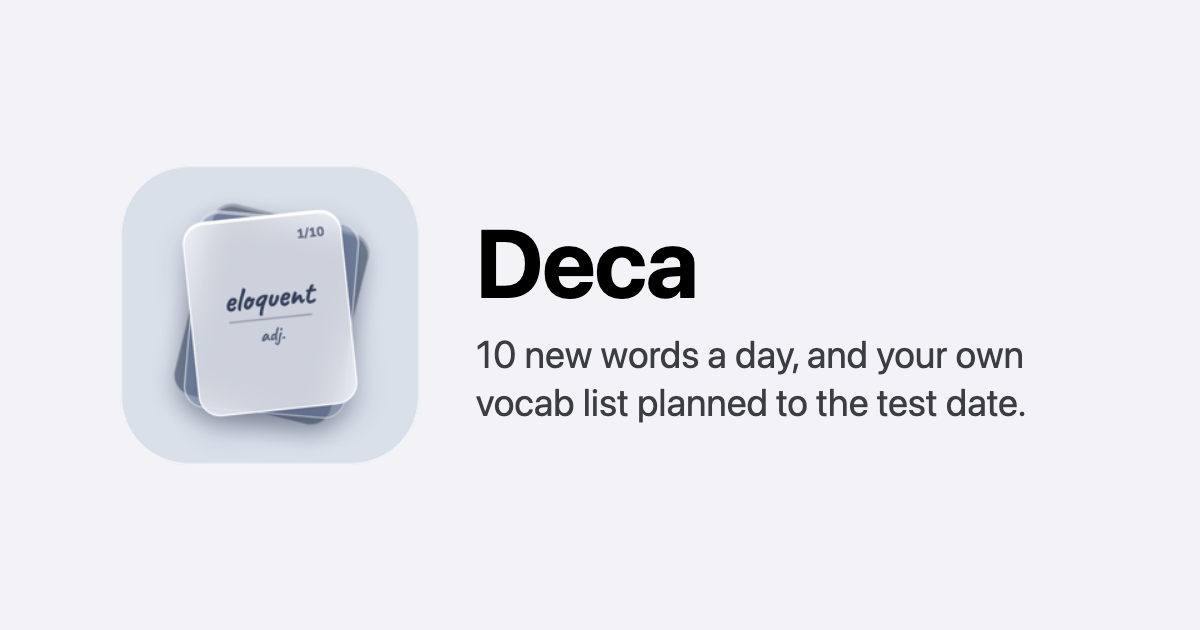 1/10
eloquent
adj.
Deca
10 new words a day, and your own
vocab list planned to the test date.